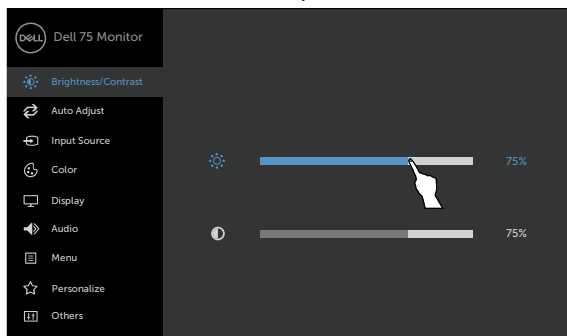 DELL Dell 75 Monitor
Brightness/Contrast
Auto Adjust
Input Source
Color
75%
Display
Audio
75%
Menu
Personalize
Others